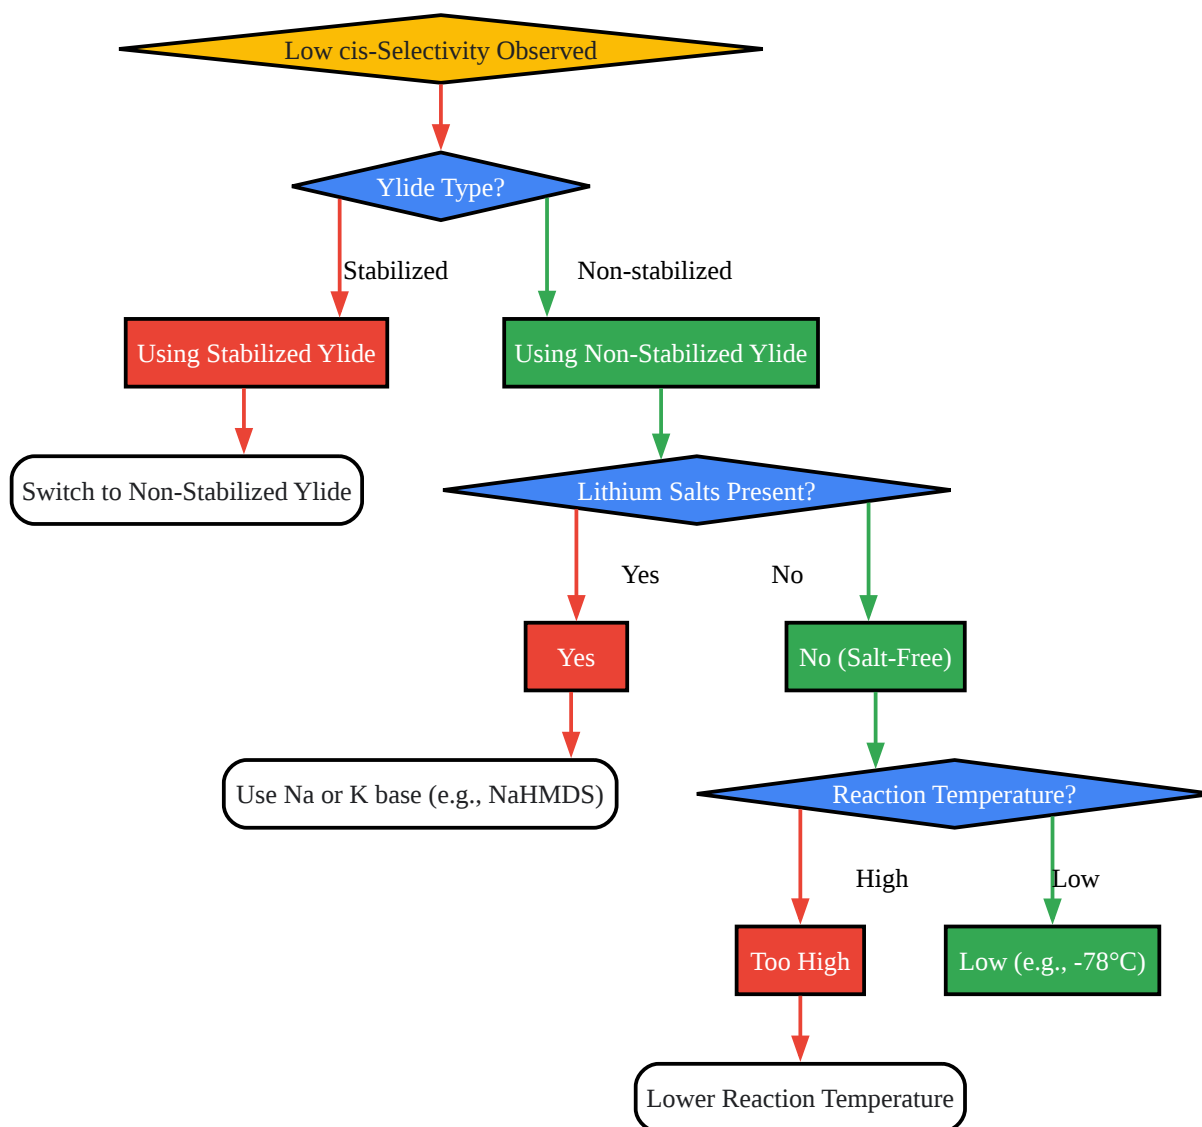 Low cis-Selectivity Observed
Ylide Type?
Stabilized
Non-stabilized
Using Stabilized Ylide
Using Non-Stabilized Ylide
Switch to Non-Stabilized Ylide
Lithium Salts Present?
Yes
No
Yes
No (Salt-Free)
Use Na or K base (e.g., NaHMDS)
Reaction Temperature?
High
Low
Too High
Low (e.g., -78°C)
Lower Reaction Temperature